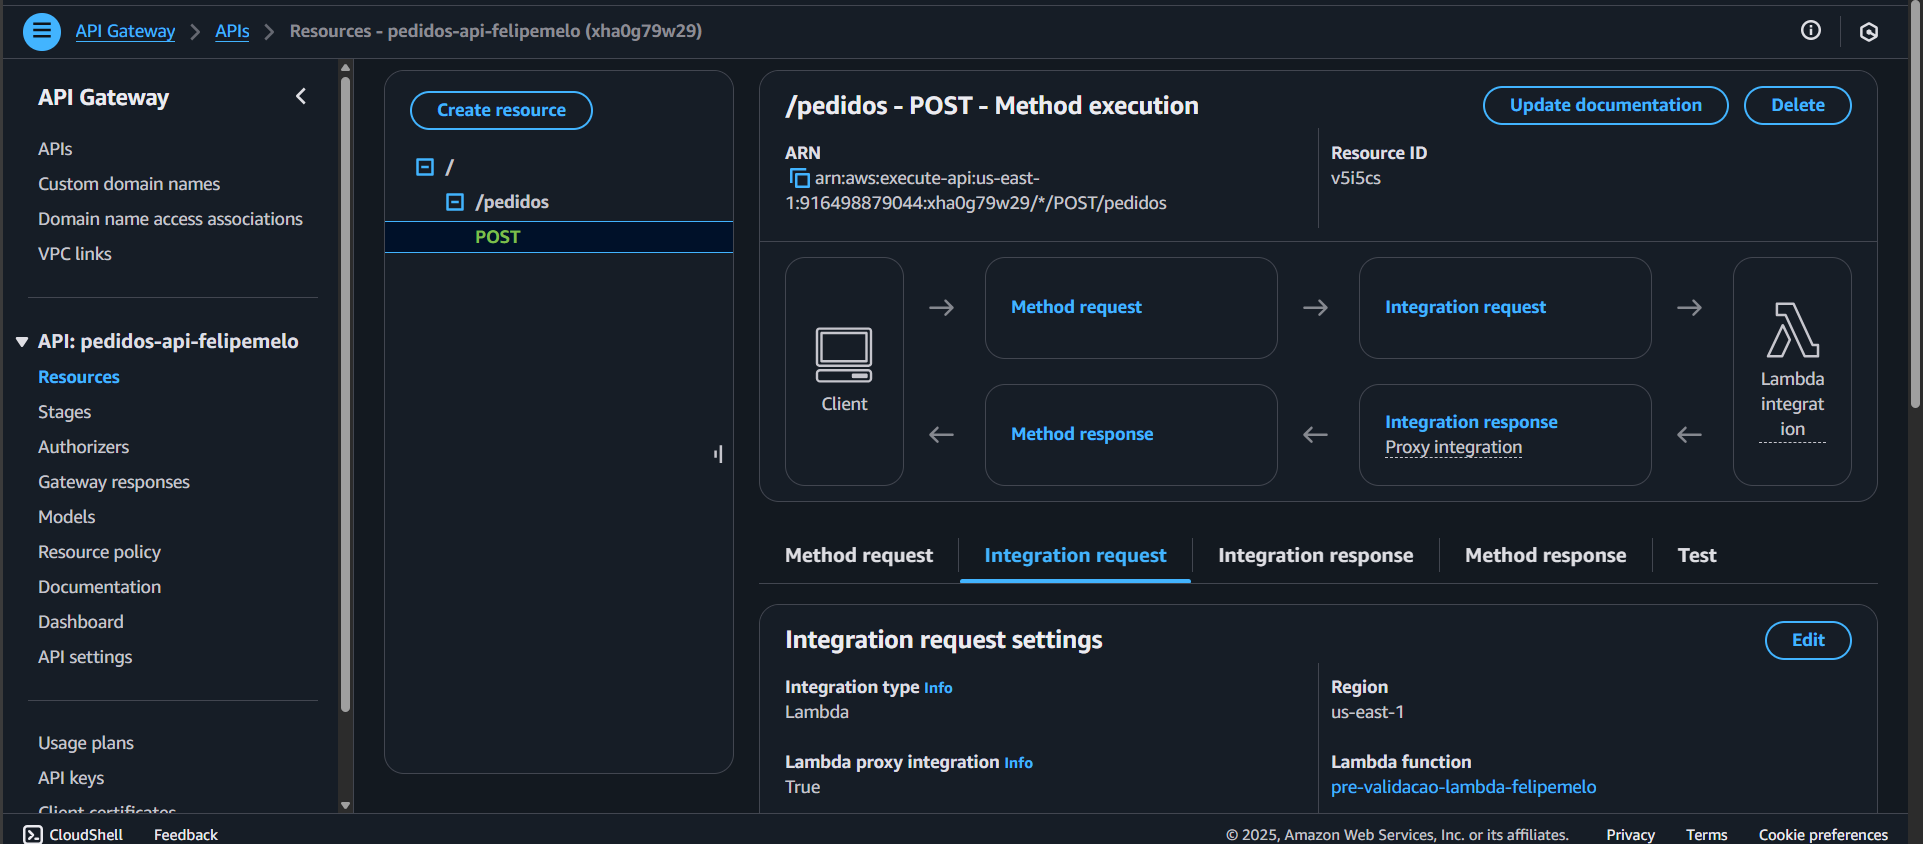 API Gateway > APIs > Resources - pedidos-api-felipemelo (xha0g79w29)
API Gateway
APIs
Custom domain names
Domain name access associations
VPC links
API: pedidos-api-felipemelo
Resources
Stages
Authorizers
Gateway responses
Models
Resource policy
Documentation
Dashboard
API settings
Usage plans
API keys
Client certificates
Create resource
/
/pedidos
POST
/pedidos - POST - Method execution
Update documentation
Delete
ARN
arn:aws:execute-api:us-east-
1:916498879044:xha0g79w29/*/POST/pedidos
Resource ID
v5i5cs
Client
Method request
Integration request
Method response
Integration response
Proxy integration
Lambda
integrat
ion
Method request
Integration request
Integration response
Method response
Test
Integration request settings
Edit
Integration type Info
Lambda
Region
us-east-1
Lambda proxy integration Info
True
Lambda function
pre-validacao-lambda-felipemelo
CloudShell
Feedback
© 2025, Amazon Web Services, Inc. or its affiliates.
Privacy
Terms
Cookie preferences